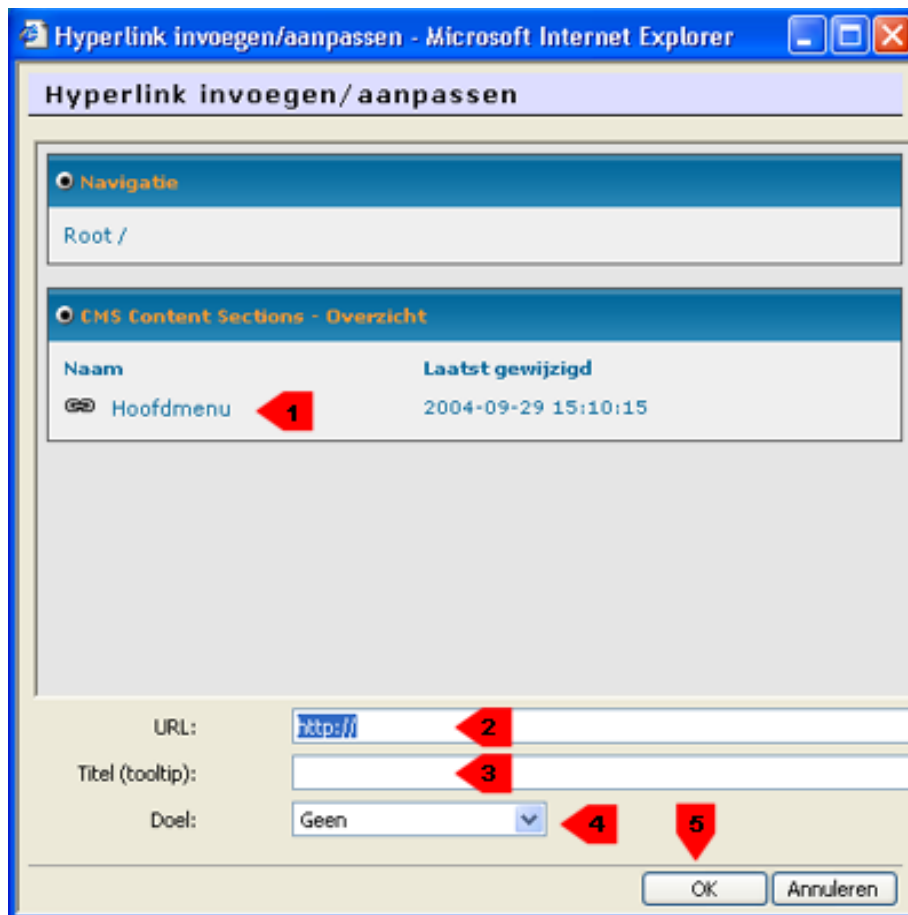 Hyperlink invoegen/aanpassen - Microsoft Internet Explorer
Hyperlink invoegen/aanpassen
Navigatie
Root /
CMS Content Sections - Overzicht
Naam Laatst gewijzigd
Hoofdmenu 1 2004-09-29 15:10:15
URL: http:// 2
Titel (tooltip): 3
Doel: Geen 4 5
OK Annuleren